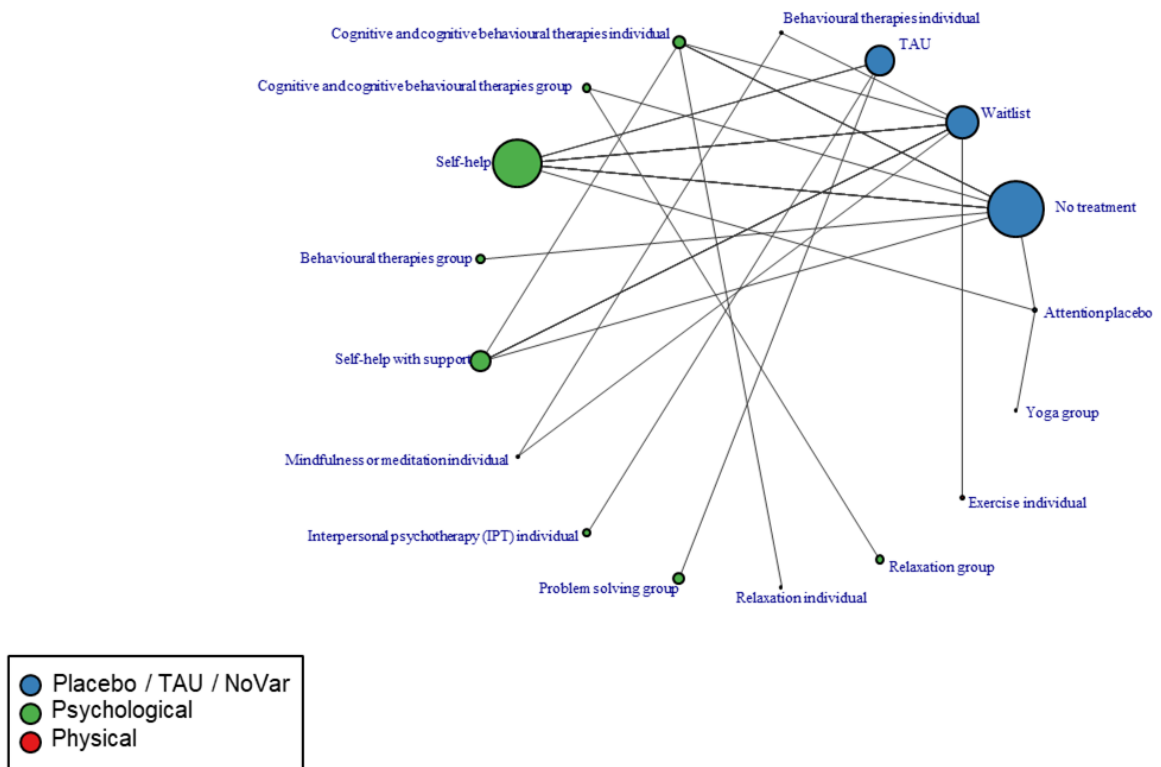 Behavioural therapies individual
Cognitive and cognitive behavioural therapies individual
TAU
Cognitive and cognitive behavioural therapies group
Waitlist
Self-help
No treatment
Behavioural therapies group
Attention placebo
Self-help with support
Yoga group
Mindfulness or meditation individual
Exercise individual
Interpersonal psychotherapy (IPT) individual
Relaxation group
Problem solving group
Relaxation individual
Placebo / TAU / NoVar
Psychological
Physical